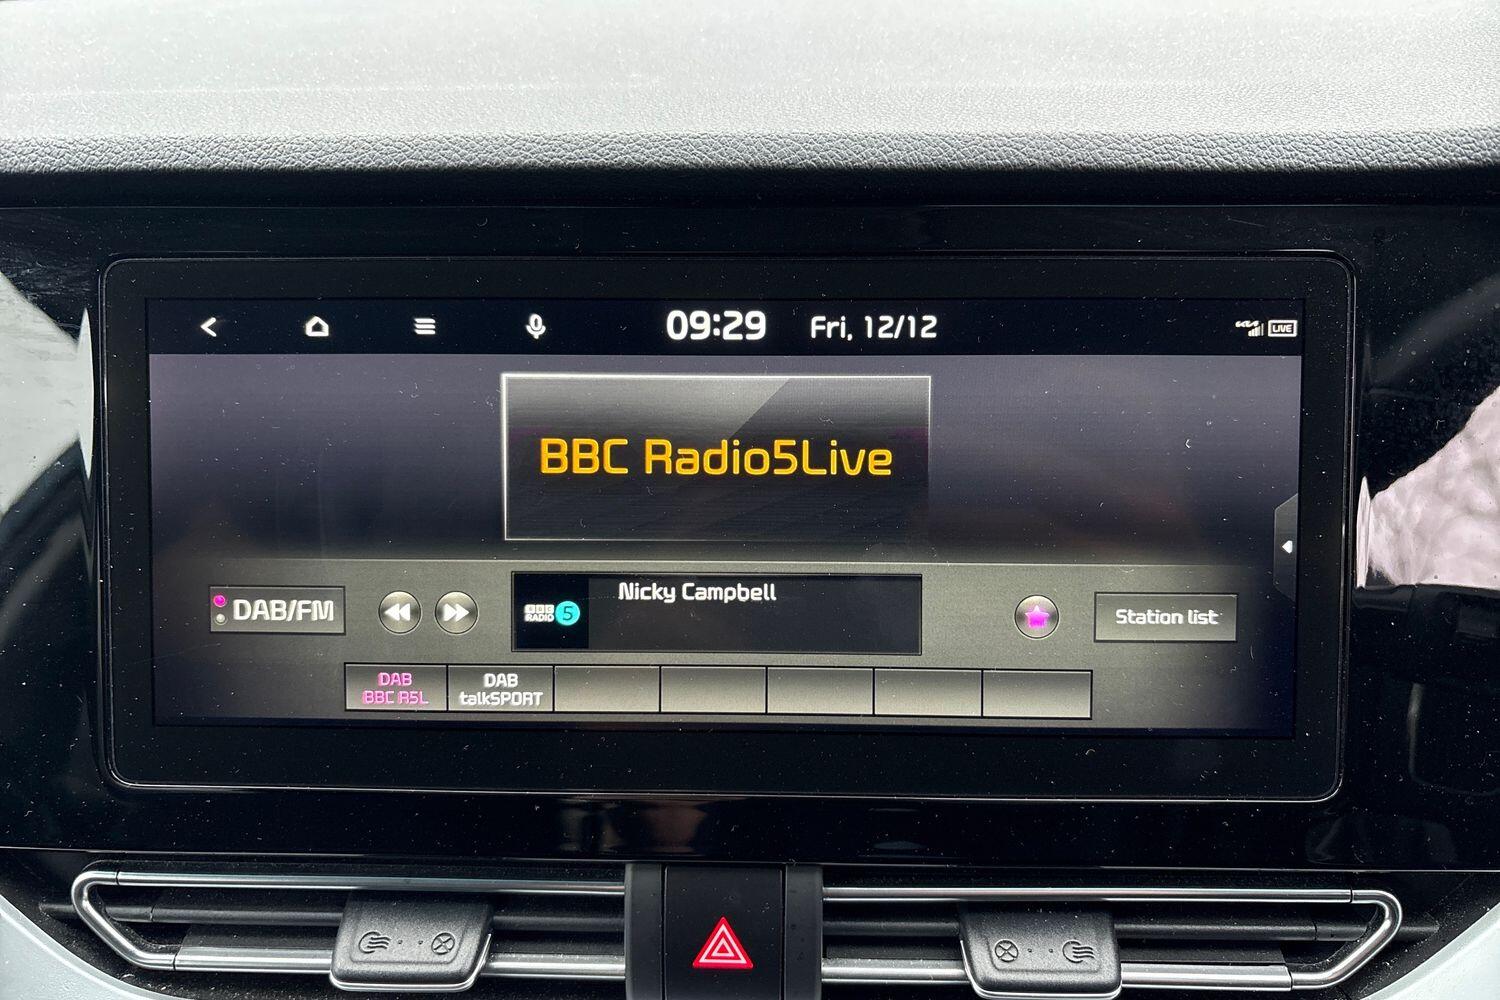 09:29 Fri, 12/12 LIVE
BBC Radio5Live
DAB/FM
BBC
RADIO 5
Nicky Campbell
Station list
DAB
BBC R5L
DAB
talkSPORT